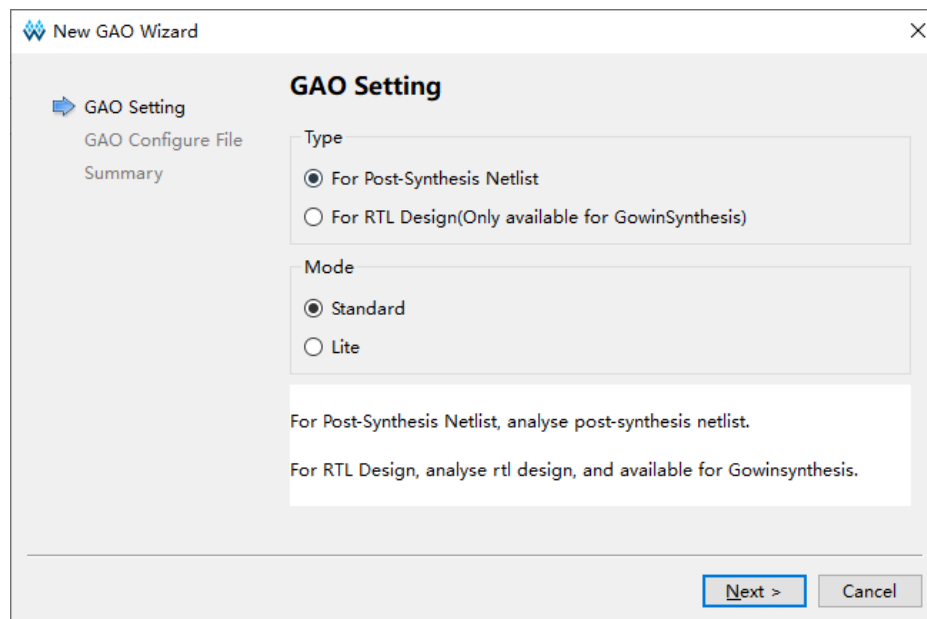 New GAO Wizard
GAO Setting
GAO Configure File
Summary
GAO Setting
Type
For Post-Synthesis Netlist
For RTL Design(Only available for GowinSynthesis)
Mode
Standard
Lite
For Post-Synthesis Netlist, analyse post-synthesis netlist.
For RTL Design, analyse rtl design, and available for Gowinsynthesis.
Next >
Cancel